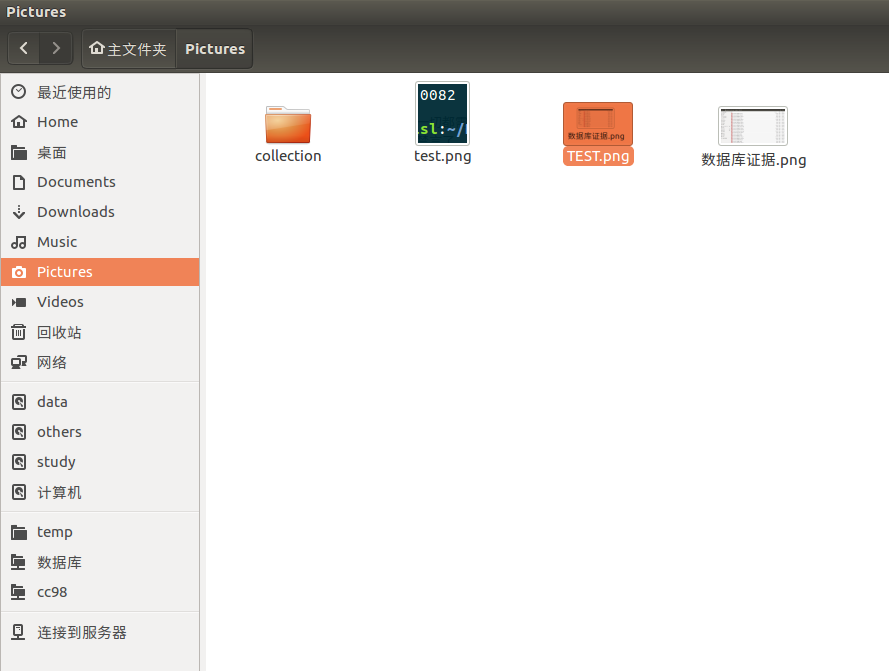 Pictures
主文件夹 Pictures
最近使用的
Home
桌面
Documents
Downloads
Music
Pictures
Videos
回收站
网络
data
others
study
计算机
temp
数据库
cc98
连接到服务器
0082
sl:~/
数据库证据.png
collection
test.png
TEST.png
数据库证据.png